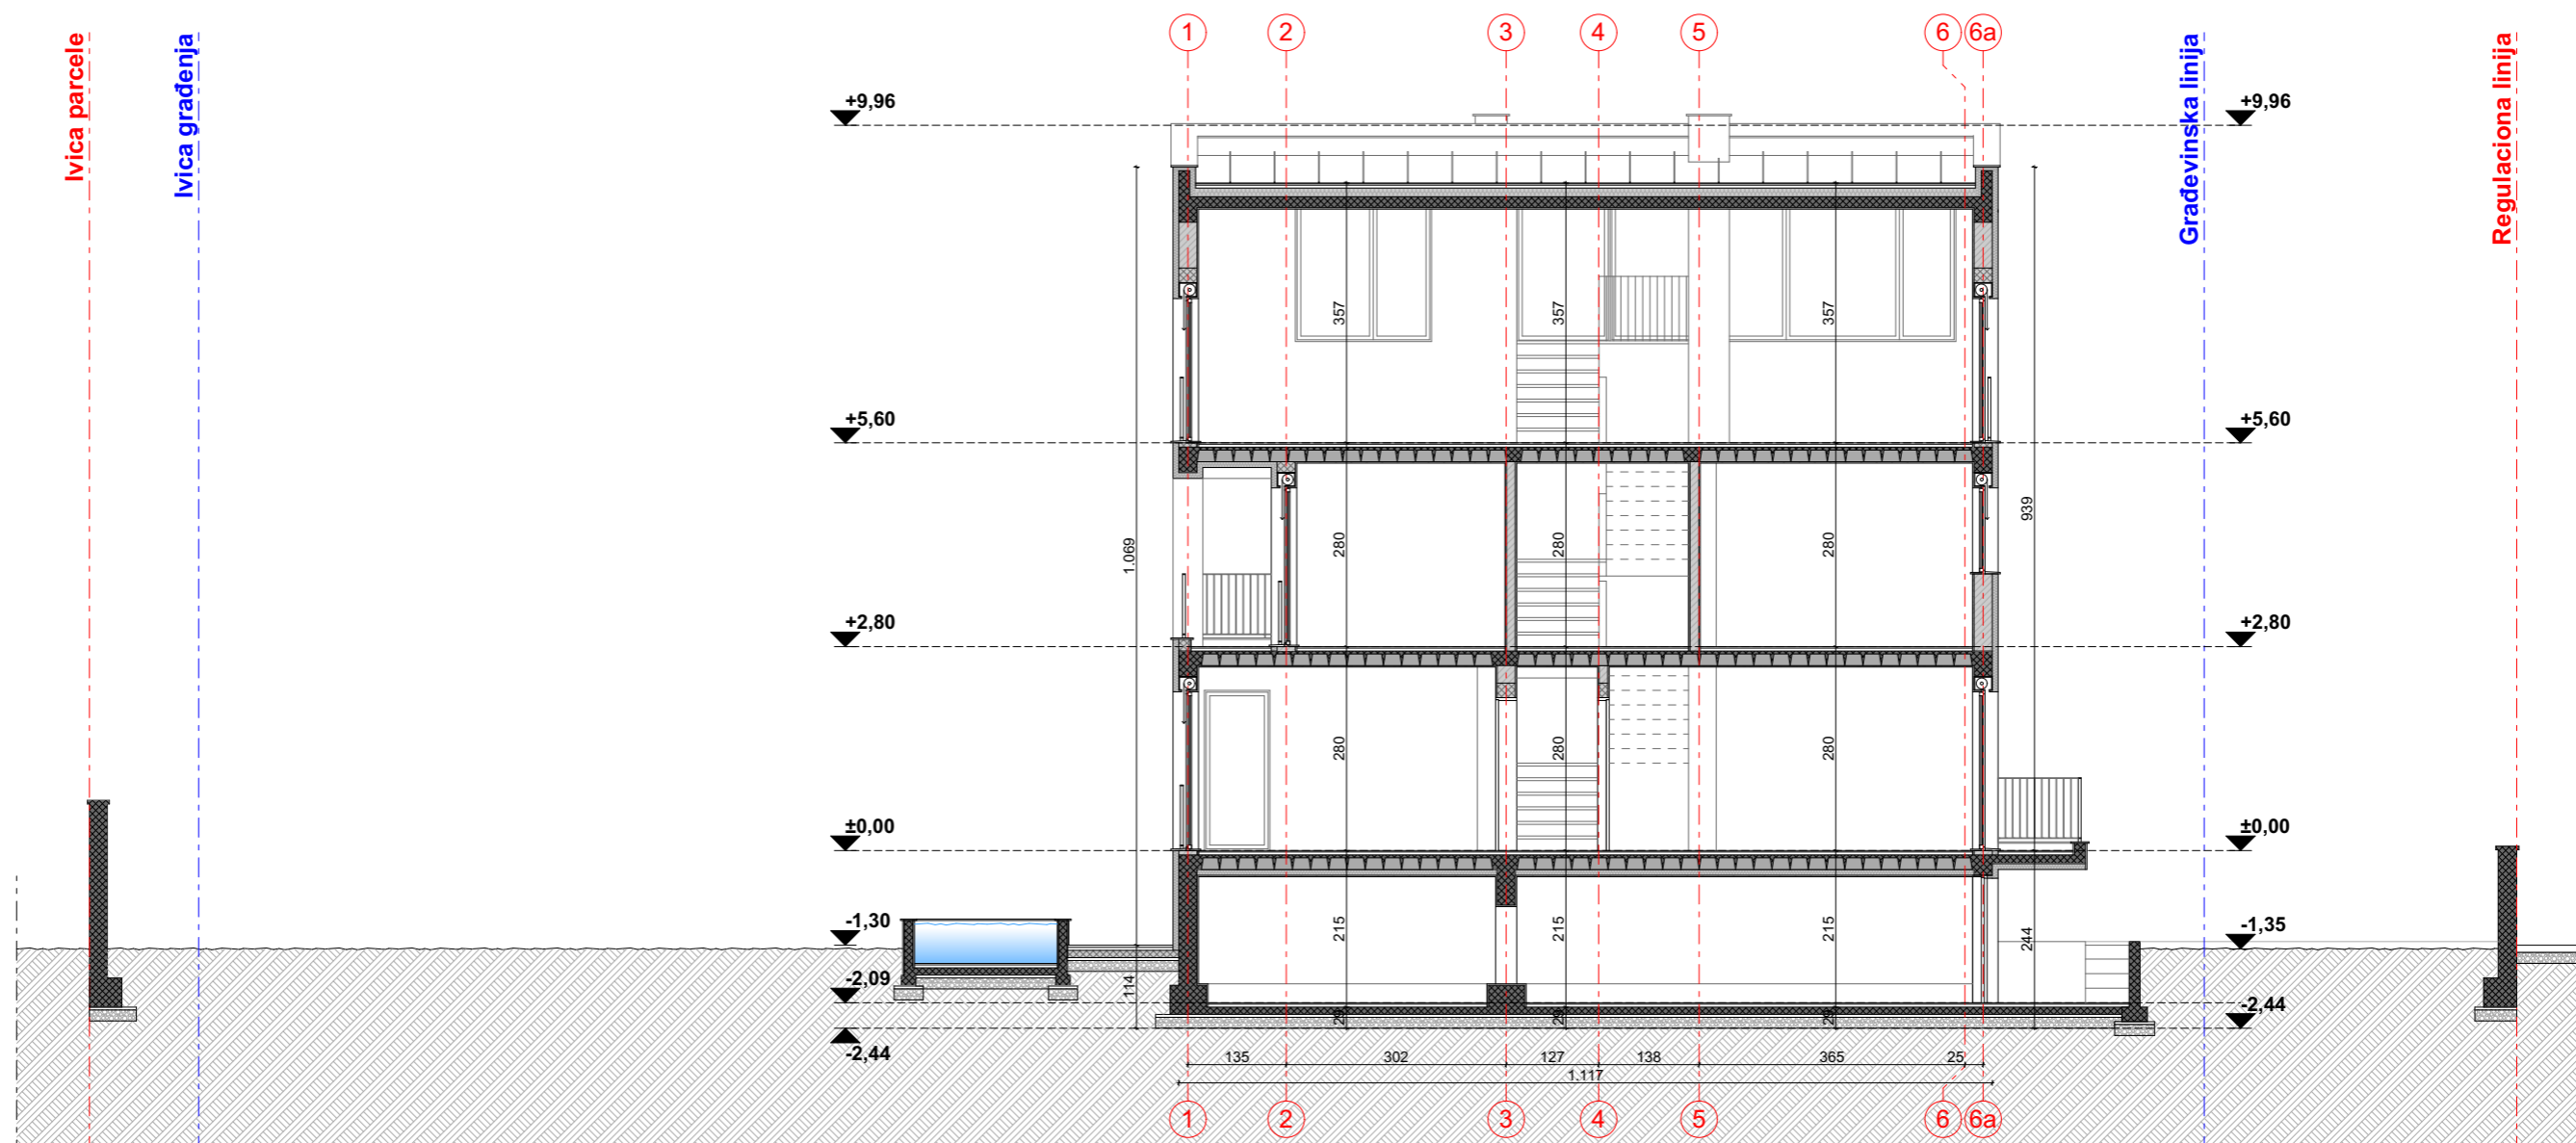 1 2 3 4 5 6 6a
Ivica parcele
Ivica građenja
Građevinska linija
Regulaciona linija
+9,96 +9,96
357 357 357
+5,60 +5,60
939
1.069
280 280 280
+2,80 +2,80
280 280 280
±0,00 ±0,00
-1,30 -1,35
215 215 215 244
-2,09
114
-2,44
29 29 29
-2,44
135 302 127 138 365 25
1.117
1 2 3 4 5 6 6a